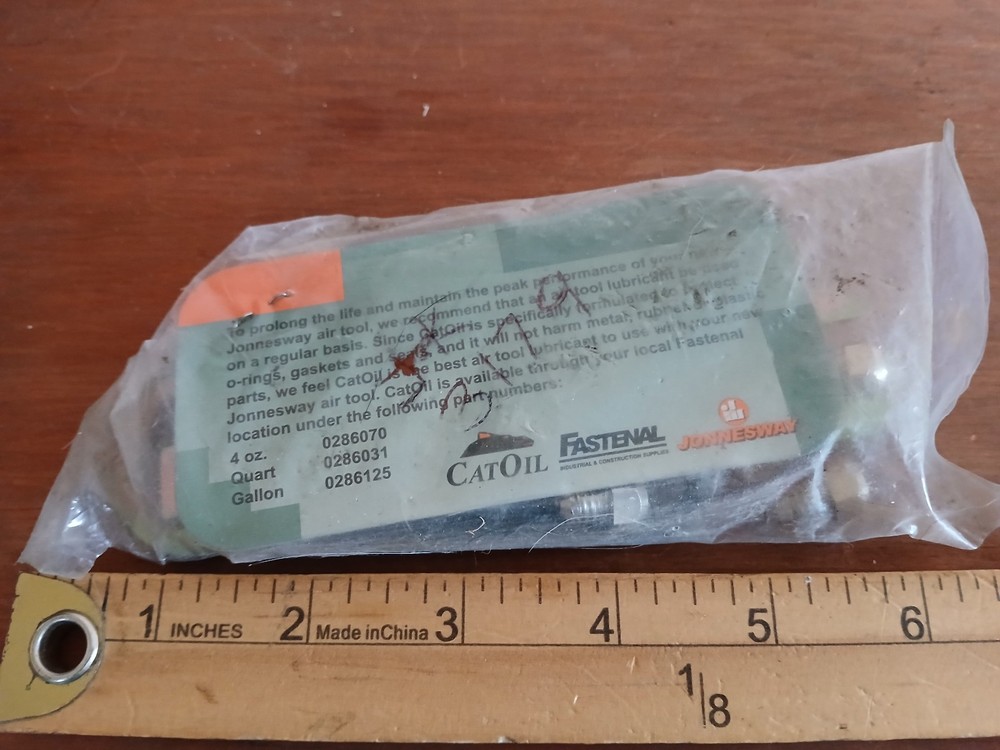 To prolong the life and maintain the peak performance of your new
Jonnesway air tool, we recommend that an air tool lubricant be used
on a regular basis. Since CatOil is specifically formulated to protect
o-rings, gaskets and seals, and it will not harm metal, rubber or plastic
parts, we feel CatOil is the best air tool lubricant to use with your new
Jonnesway air tool. CatOil is available through your local Fastenal
location under the following part numbers:
4 oz. 0286070
Quart 0286031
Gallon 0286125
CATOIL
FASTENAL
INDUSTRIAL & CONSTRUCTION SUPPLIES
JONNESWAY
1 INCHES 2 Made in China 3 4 5 6
1/8